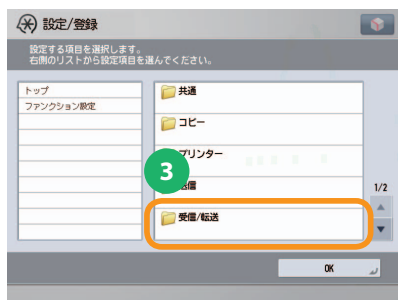 設定/登録
設定する項目を選択します。
右側のリストから設定項目を選んでください。
トップ
ファンクション設定
共通
コピー
プリンター
3
信
受信/転送
1/2
OK